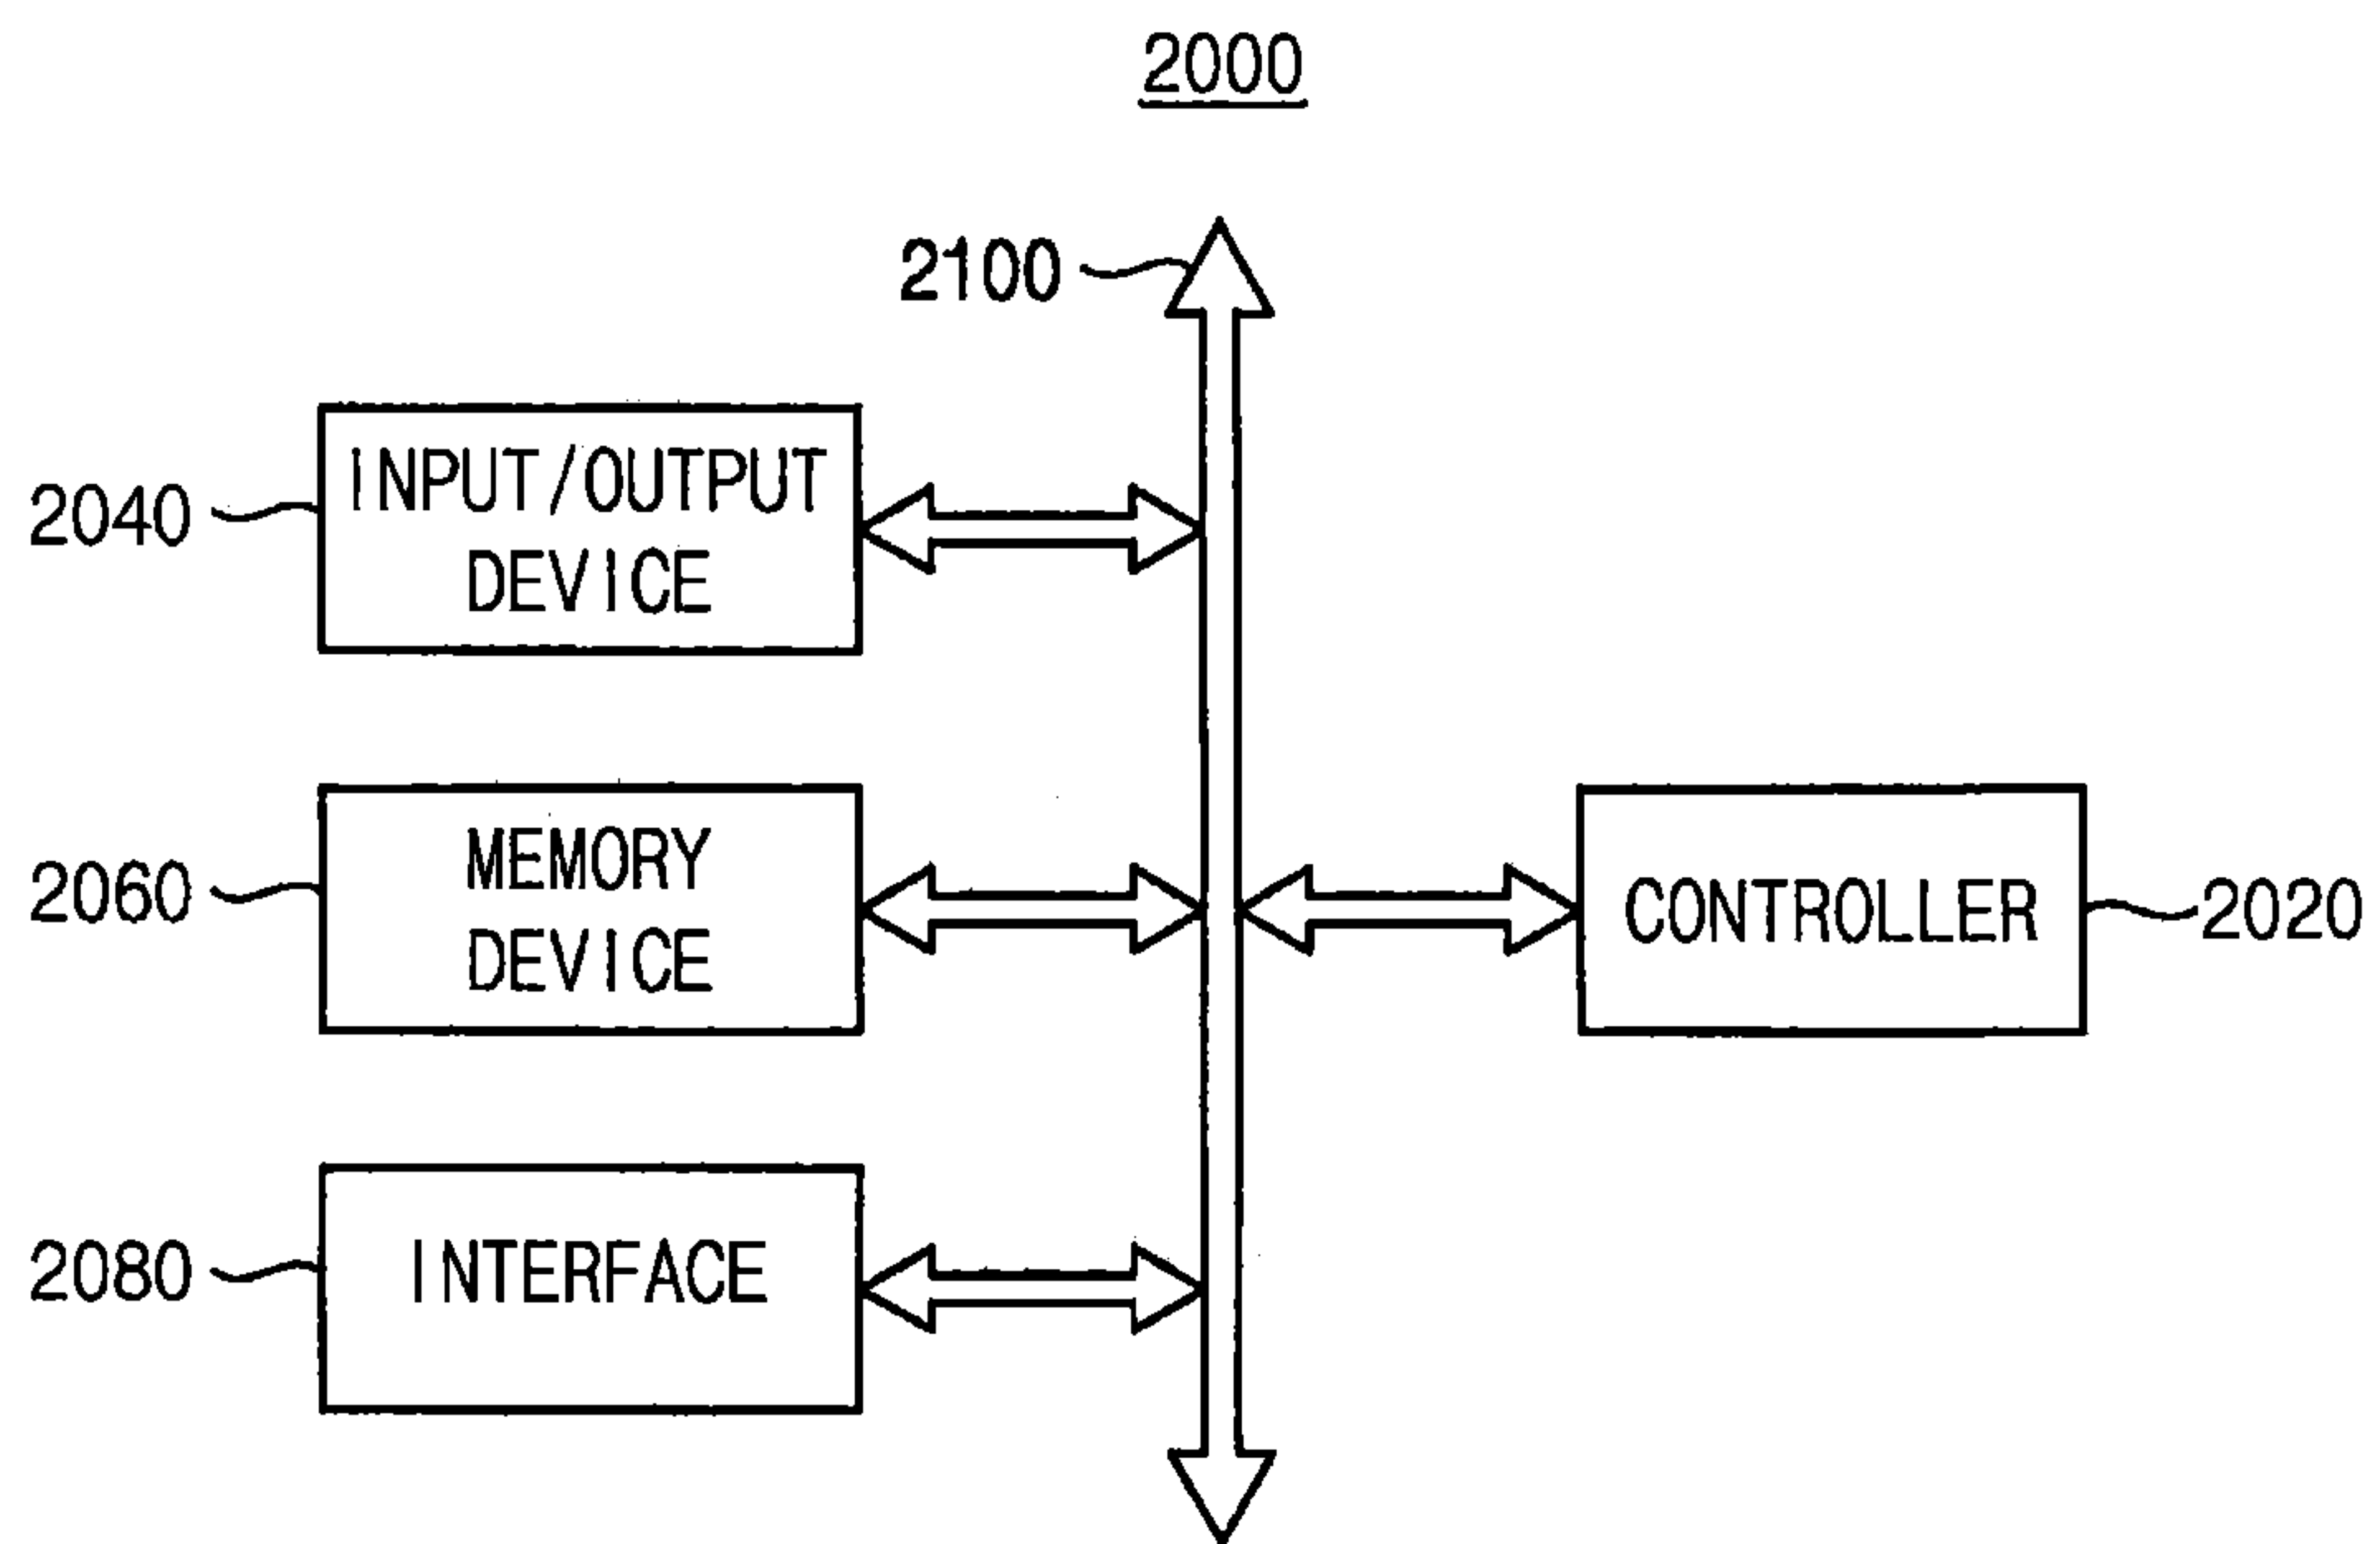 2000
2100
INPUT/OUTPUT
DEVICE
2040
MEMORY
DEVICE
2060
CONTROLLER
2020
INTERFACE
2080